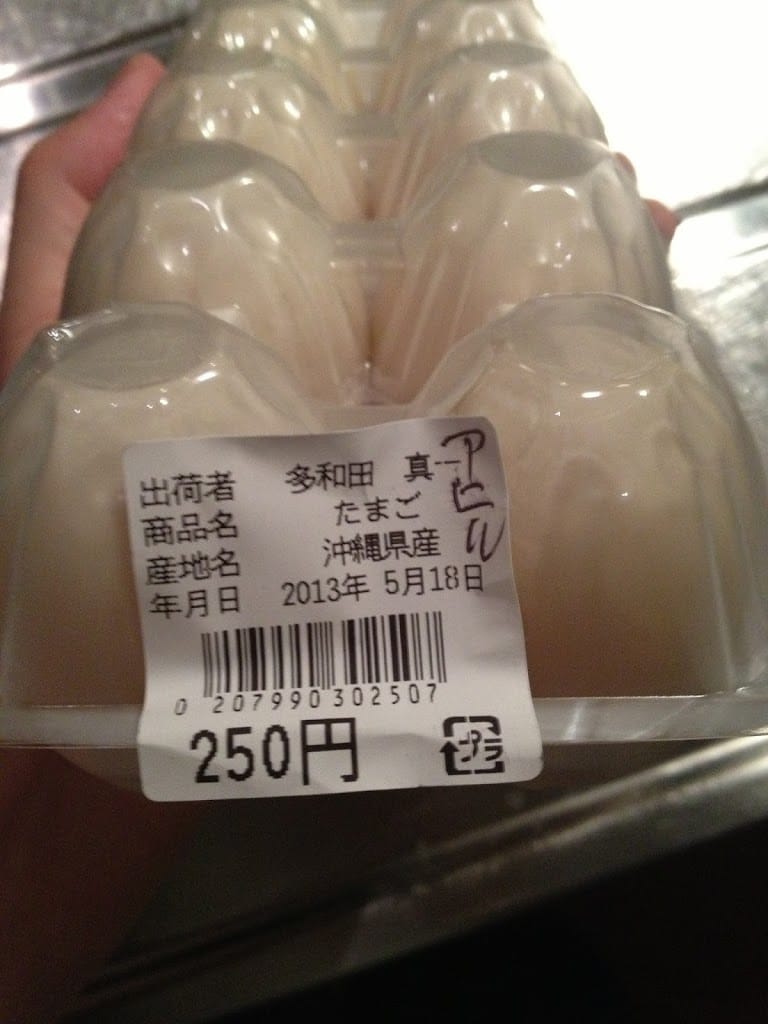 出荷者 多和田 真一
商品名 たまご
産地名 沖縄県産
年月日 2013年 5月18日
アヒル
0 207990 302507
250円
プラ